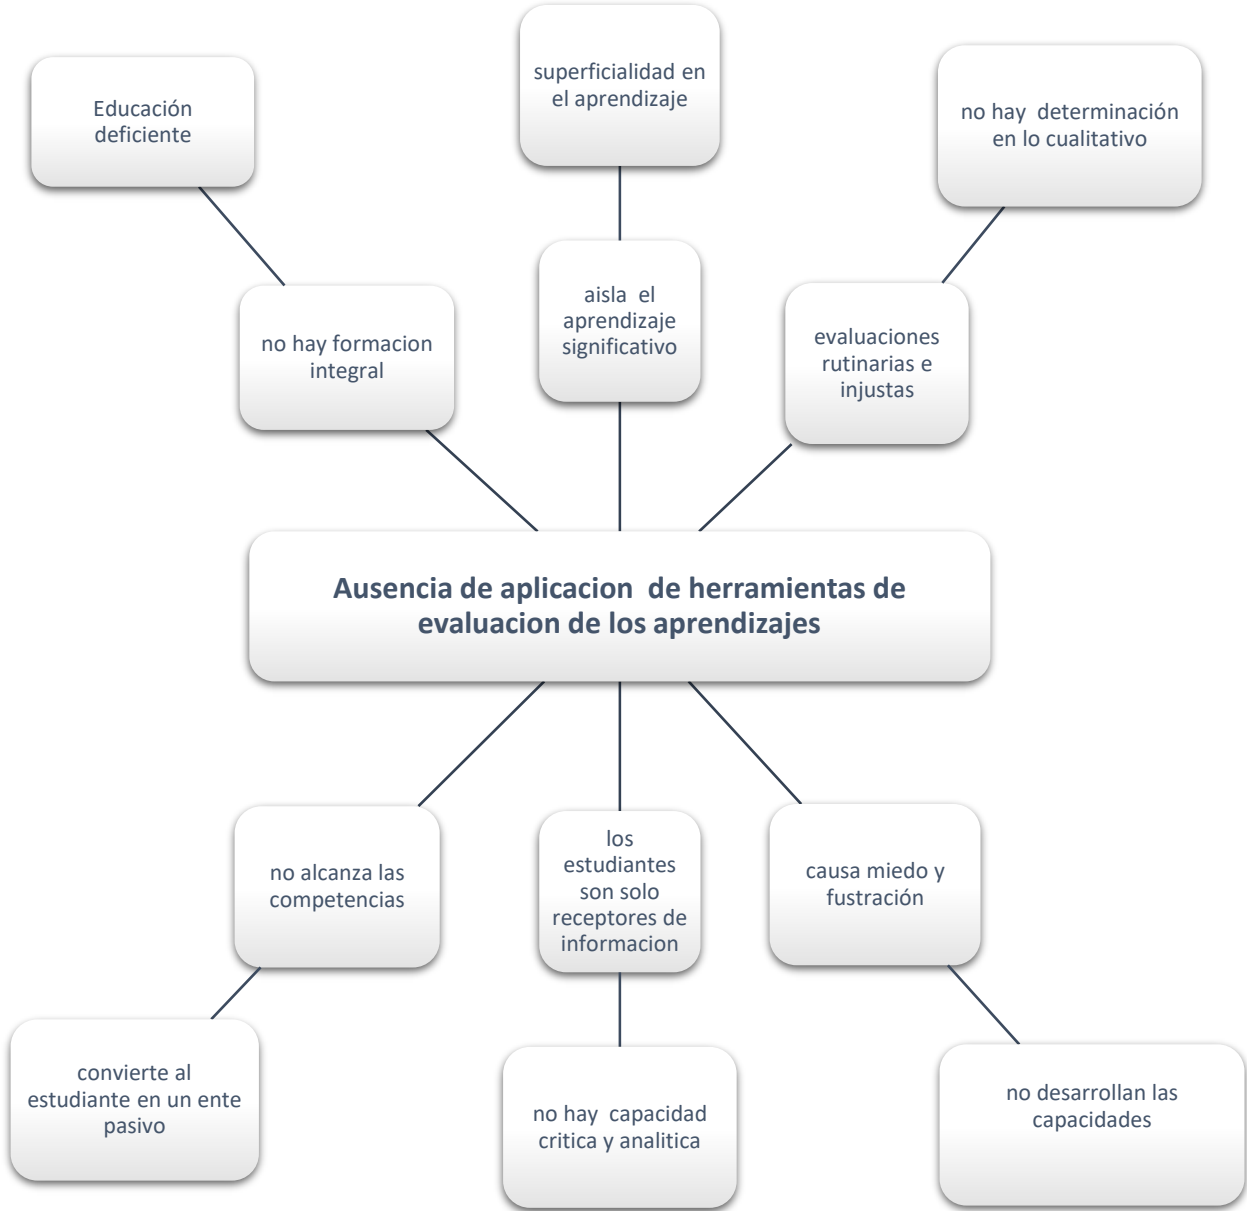 superficialidad en
el aprendizaje
Educación
deficiente
no hay  determinación
en lo cualitativo
aisla  el
aprendizaje
significativo
no hay formacion
integral
evaluaciones
rutinarias e
injustas
Ausencia de aplicacion  de herramientas de
evaluacion de los aprendizajes
no alcanza las
competencias
los
estudiantes
son solo
receptores de
informacion
causa miedo y
fustración
convierte al
estudiante en un ente
pasivo
no hay  capacidad
critica y analitica
no desarrollan las
capacidades